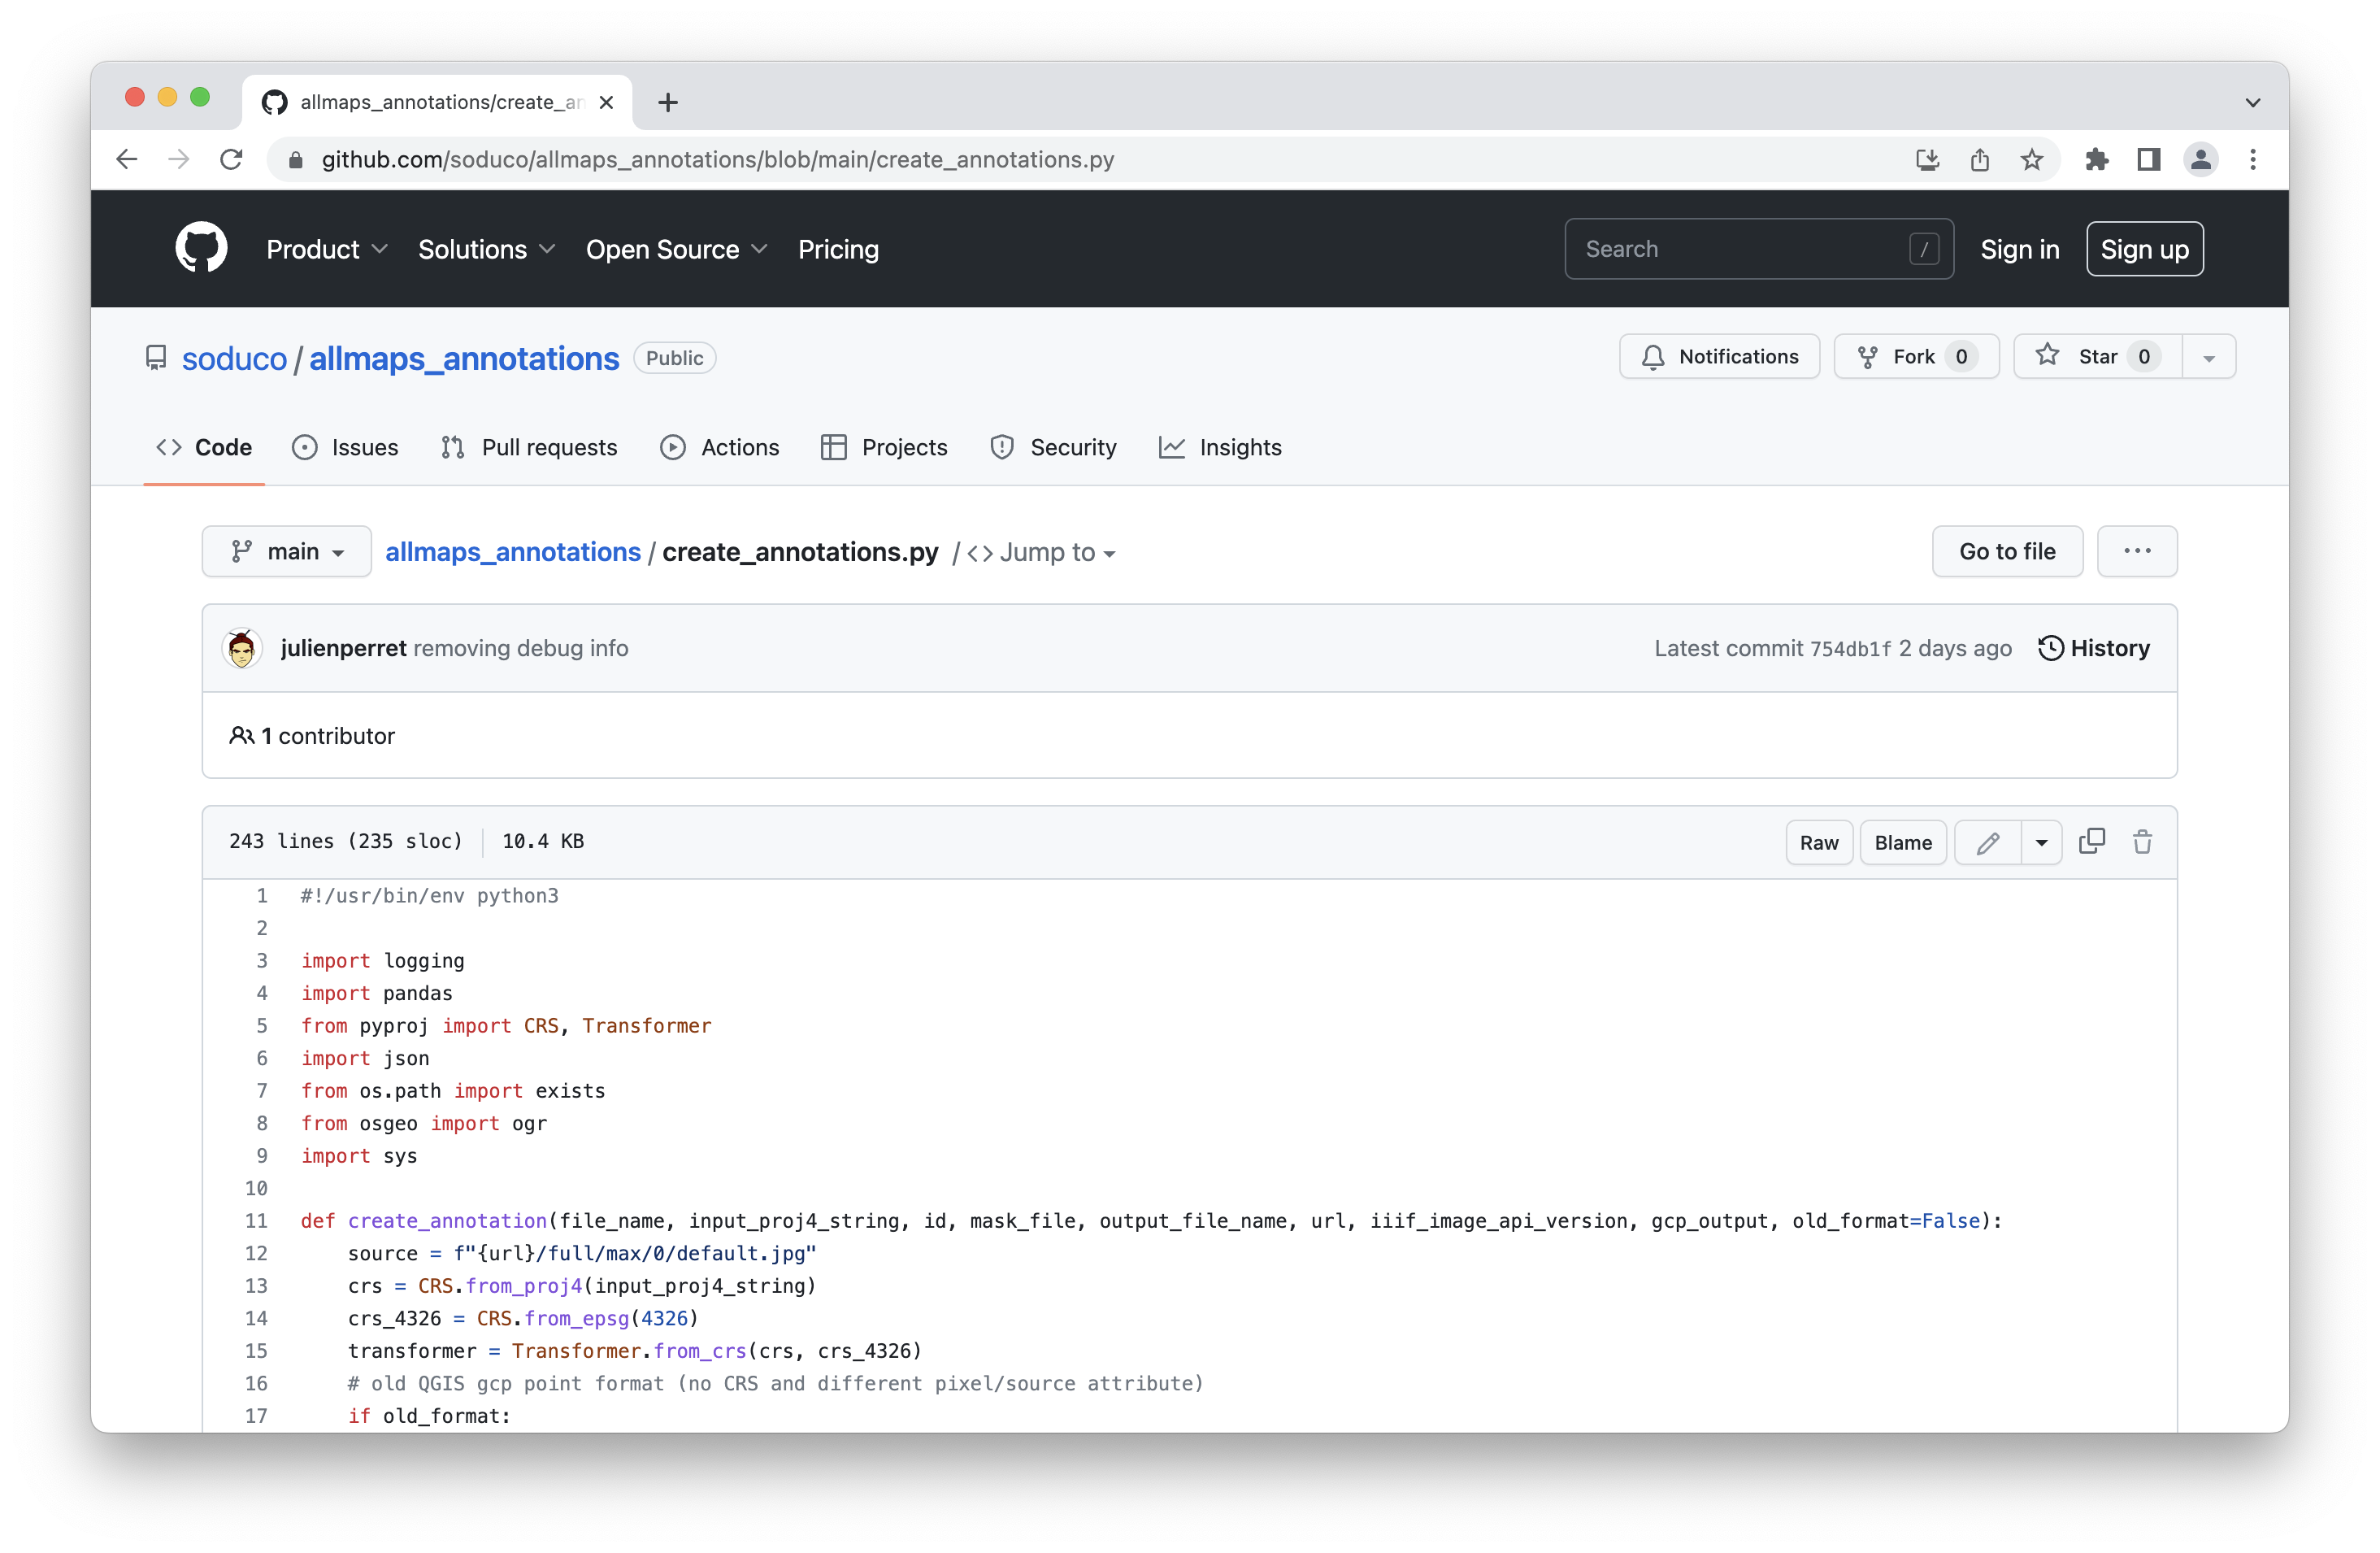 allmaps_annotations/create_an
github.com/soduco/allmaps_annotations/blob/main/create_annotations.py
Product Solutions Open Source Pricing Search / Sign in Sign up
soduco / allmaps_annotations Public Notifications Fork 0 Star 0
Code Issues Pull requests Actions Projects Security Insights
main allmaps_annotations / create_annotations.py / <> Jump to Go to file ...
julienperret removing debug info Latest commit 754db1f 2 days ago History
1 contributor
243 lines (235 sloc) 10.4 KB Raw Blame
1 #!/usr/bin/env python3
2
3 import logging
4 import pandas
5 from pyproj import CRS, Transformer
6 import json
7 from os.path import exists
8 from osgeo import ogr
9 import sys
10
11 def create_annotation(file_name, input_proj4_string, id, mask_file, output_file_name, url, iiif_image_api_version, gcp_output, old_format=False):
12     source = f"{url}/full/max/0/default.jpg"
13     crs = CRS.from_proj4(input_proj4_string)
14     crs_4326 = CRS.from_epsg(4326)
15     transformer = Transformer.from_crs(crs, crs_4326)
16     # old QGIS gcp point format (no CRS and different pixel/source attribute)
17     if old_format: